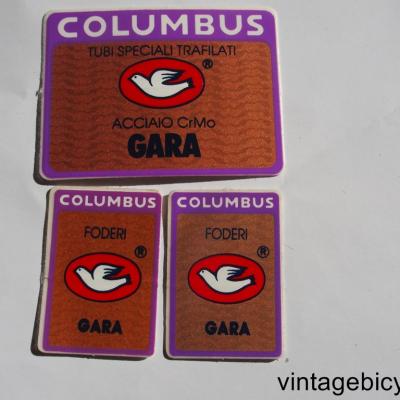 COLUMBUS
TUBI SPECIALI TRAFILATI
®
ACCIAIO CrMo
GARA
COLUMBUS
FODERI
®
GARA
COLUMBUS
FODERI
®
GARA
vintagebicy